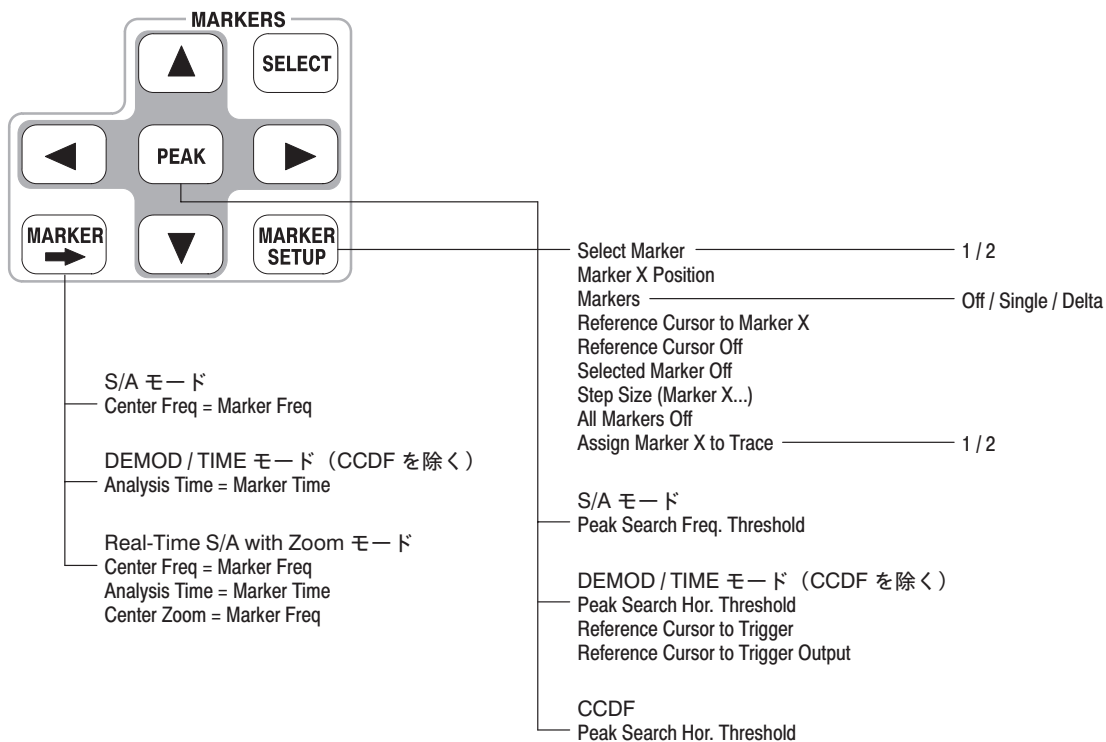 MARKERS
▲
SELECT
◀
PEAK
▶
MARKER
➡
▼
MARKER
SETUP
Select Marker 1 / 2
Marker X Position
Markers Off / Single / Delta
Reference Cursor to Marker X
Reference Cursor Off
Selected Marker Off
Step Size (Marker X...)
All Markers Off
Assign Marker X to Trace 1 / 2
S/A モード
Center Freq = Marker Freq
DEMOD / TIME モード（CCDF を除く）
Analysis Time = Marker Time
Real-Time S/A with Zoom モード
Center Freq = Marker Freq
Analysis Time = Marker Time
Center Zoom = Marker Freq
S/A モード
Peak Search Freq. Threshold
DEMOD / TIME モード（CCDF を除く）
Peak Search Hor. Threshold
Reference Cursor to Trigger
Reference Cursor to Trigger Output
CCDF
Peak Search Hor. Threshold